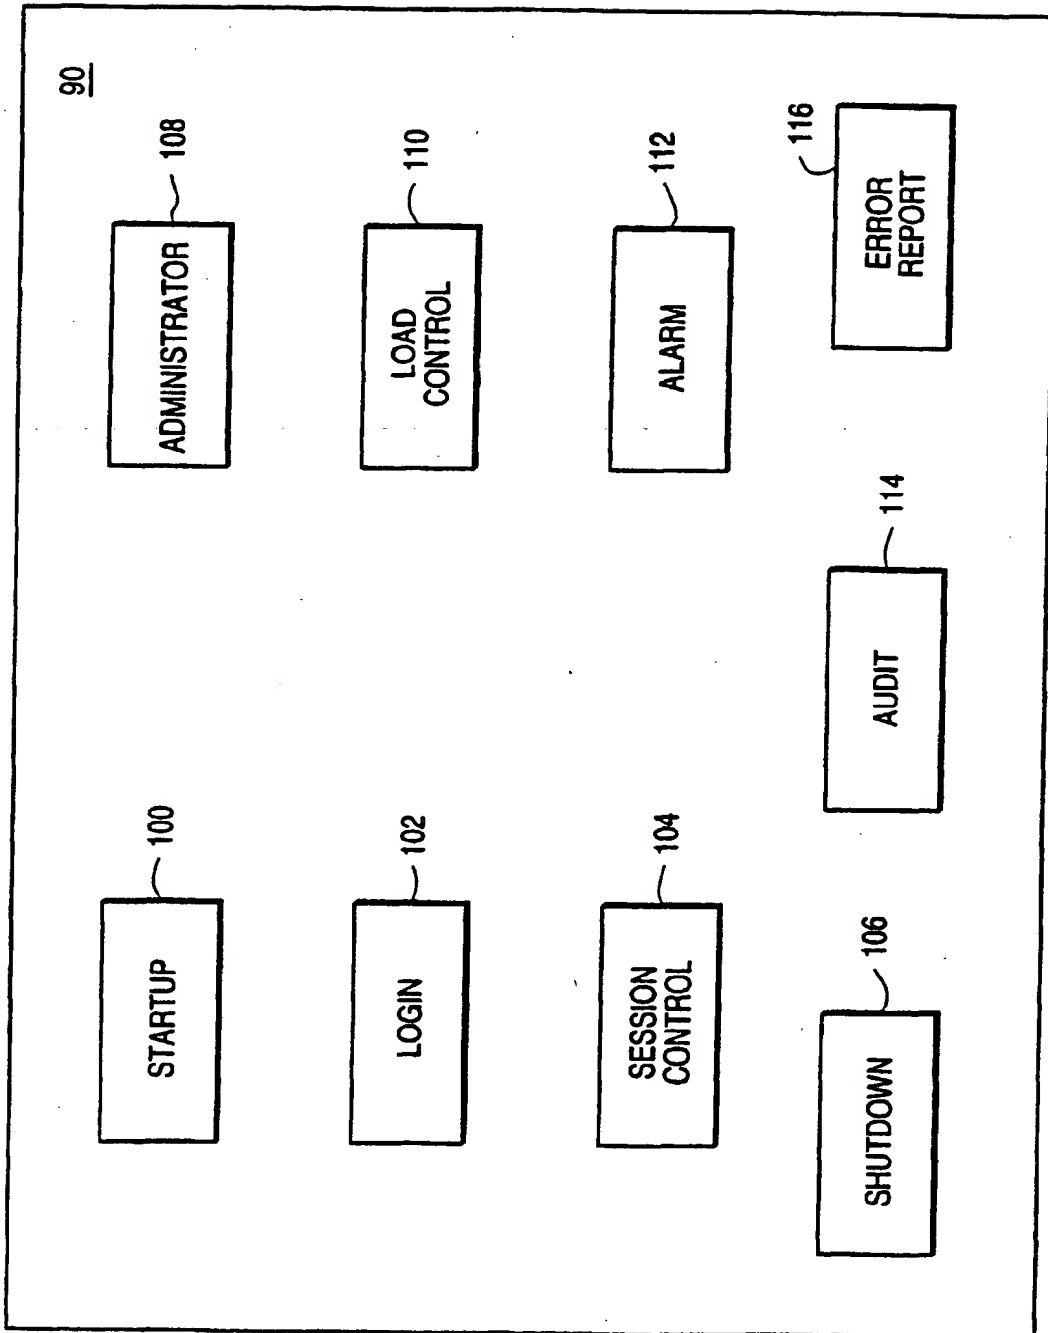 90
STARTUP
100
ADMINISTRATOR
108
LOGIN
102
LOAD
CONTROL
110
SESSION
CONTROL
104
ALARM
112
SHUTDOWN
106
AUDIT
114
ERROR
REPORT
116